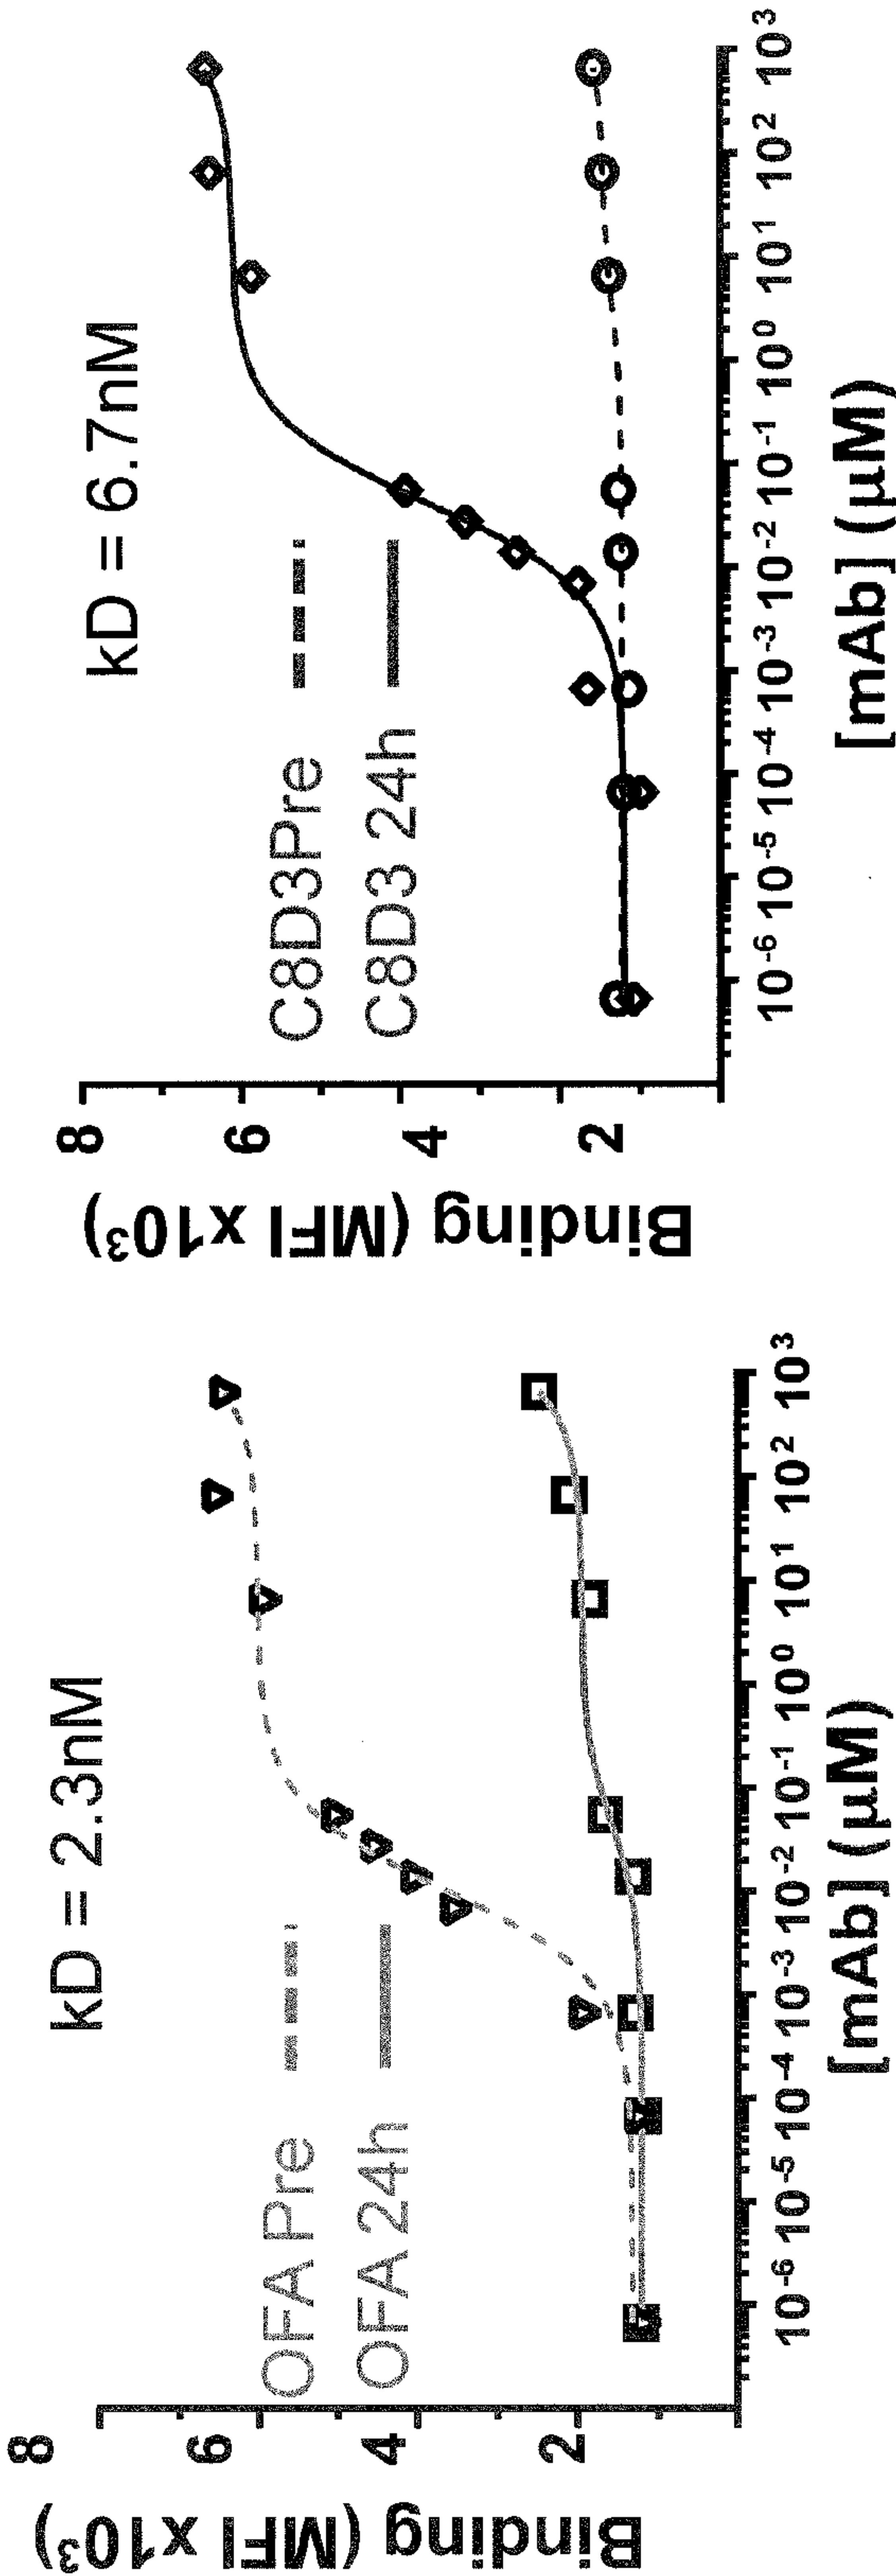 kD = 2.3nM
OFA Pre
OFA 24h
Binding (MFI x10³)
8
6
4
2
10⁻⁶ 10⁻⁵ 10⁻⁴ 10⁻³ 10⁻² 10⁻¹ 10⁰ 10¹ 10² 10³
[mAb] (μM)
kD = 6.7nM
C8D3Pre
C8D3 24h
Binding (MFI x10³)
8
6
4
2
10⁻⁶ 10⁻⁵ 10⁻⁴ 10⁻³ 10⁻² 10⁻¹ 10⁰ 10¹ 10² 10³
[mAb] (μM)